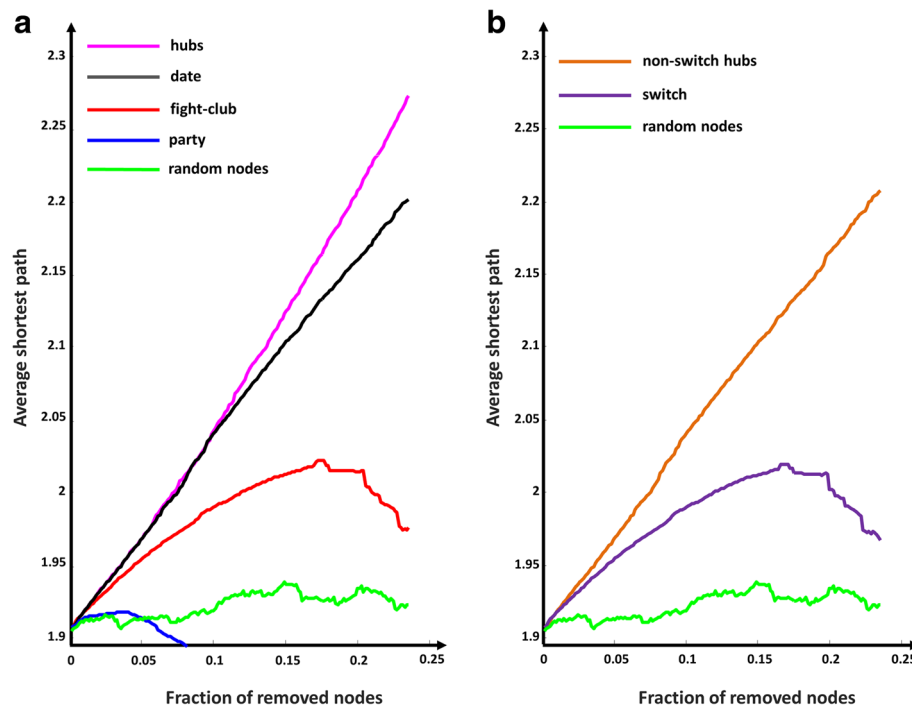 a
2.3
2.25
2.2
2.15
2.1
2.05
2
1.95
1.9
0
0.05
0.1
0.15
0.2
0.25
hubs
date
fight-club
party
random nodes
Average shortest path
Fraction of removed nodes
b
2.3
2.25
2.2
2.15
2.1
2.05
2
1.95
1.9
0
0.05
0.1
0.15
0.2
0.25
non-switch hubs
switch
random nodes
Average shortest path
Fraction of removed nodes